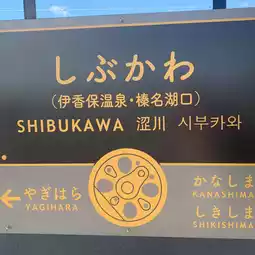 しぶかわ
（伊香保温泉・榛名湖口）
SHIBUKAWA 涩川 시부카와
←やぎはら
YAGIHARA
かなしま
KANASHIMA
しきしま
SHIKISHIMA